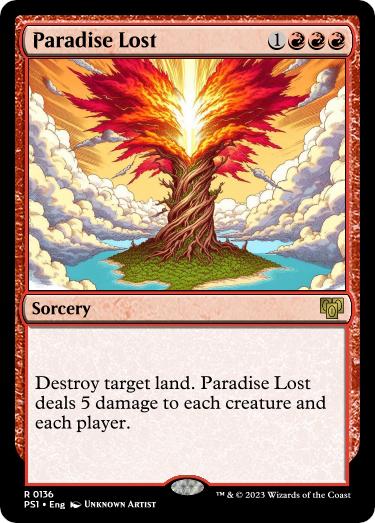 Paradise Lost 1
Sorcery
Destroy target land. Paradise Lost
deals 5 damage to each creature and
each player.
R 0136
PS1 • Eng Unknown Artist
™ & © 2023 Wizards of the Coast